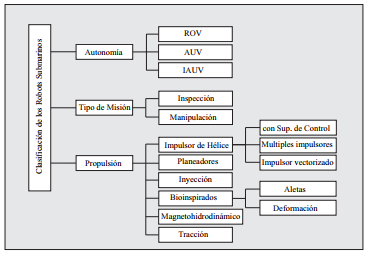 Clasificación de los Robots Submarinos
Autonomía
ROV
AUV
IAUV
Tipo de Misión
Inspección
Manipulación
Propulsión
Impulsor de Hélice
con Sup. de Control
Multiples impulsores
Impulsor vectorizado
Planeadores
Inyección
Bioinspirados
Aletas
Deformación
Magnetohidrodinámico
Tracción